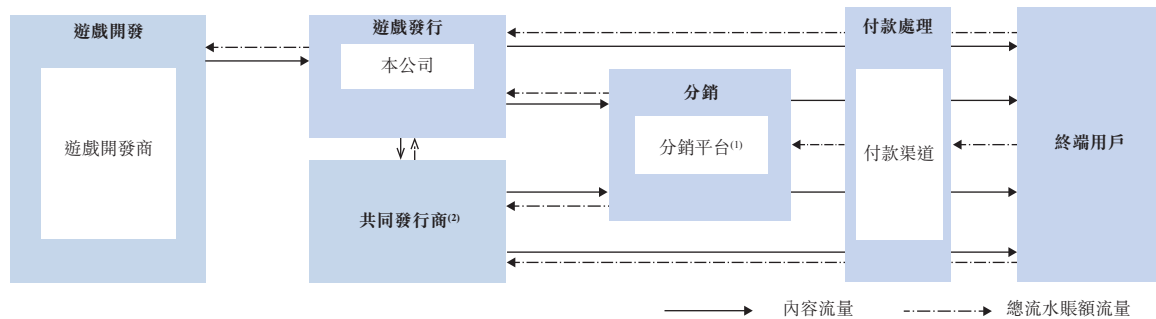 遊戲開發
遊戲開發商
遊戲發行
本公司
共同發行商(2)
分銷
分銷平台(1)
付款處理
付款渠道
終端用戶
內容流量
總流水賬額流量